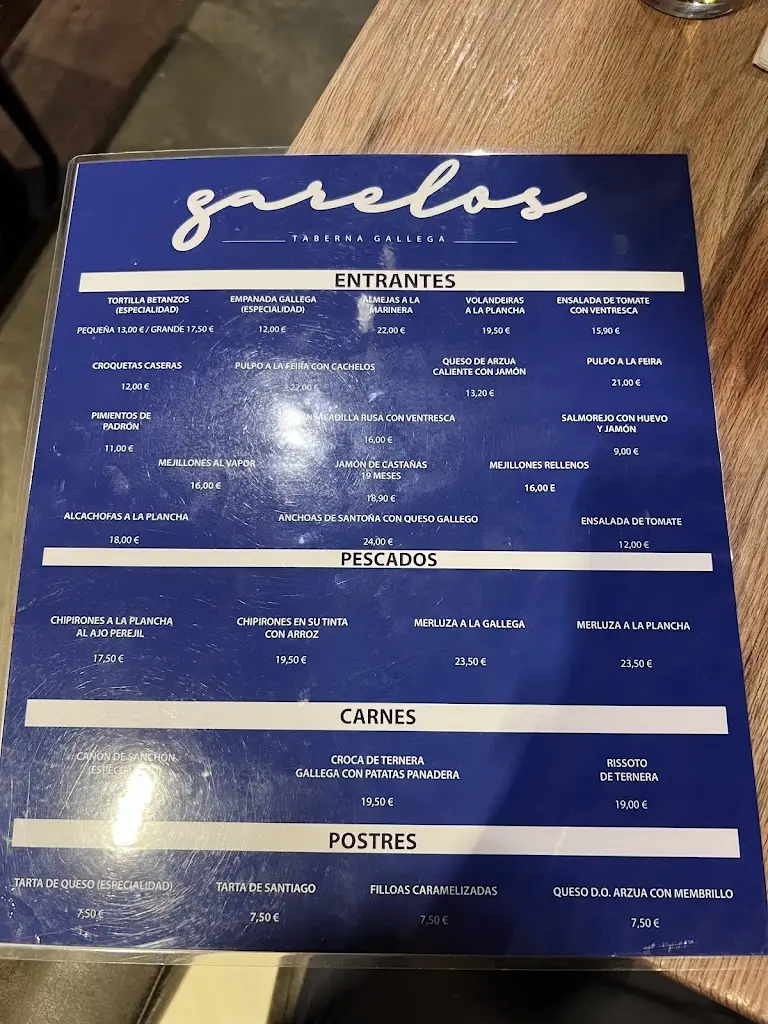 garelos
TABERNA GALLEGA
ENTRANTES
TORTILLA BETANZOS
(ESPECIALIDAD)
PEQUEÑA 13,00 € / GRANDE 17,50 €
EMPANADA GALLEGA
(ESPECIALIDAD)
12,00 €
ALMEJAS A LA
MARINERA
22,00 €
VOLANDEIRAS
A LA PLANCHA
19,50 €
ENSALADA DE TOMATE
CON VENTRESCA
15,90 €
CROQUETAS CASERAS
12,00 €
PULPO A LA FEIRA CON CACHELOS
22,00 €
QUESO DE ARZUA
CALIENTE CON JAMÓN
13,20 €
PULPO A LA FEIRA
21,00 €
PIMIENTOS DE
PADRÓN
11,00 €
ENSALADILLA RUSA CON VENTRESCA
16,00 €
SALMOREJO CON HUEVO
Y JAMÓN
9,00 €
MEJILLONES AL VAPOR
16,00 €
JAMÓN DE CASTAÑAS
19 MESES
18,90 €
MEJILLONES RELLENOS
16,00 E
ALCACHOFAS A LA PLANCHA
18,00 €
ANCHOAS DE SANTOÑA CON QUESO GALLEGO
24,00 €
ENSALADA DE TOMATE
12,00 €
PESCADOS
CHIPIRONES A LA PLANCHA
AL AJO PEREJIL
17,50 €
CHIPIRONES EN SU TINTA
CON ARROZ
19,50 €
MERLUZA A LA GALLEGA
23,50 €
MERLUZA A LA PLANCHA
23,50 €
CARNES
CAÑON DE SANCHÓN
CROCA DE TERNERA
GALLEGA CON PATATAS PANADERA
19,50 €
RISSOTO
DE TERNERA
19,00 €
POSTRES
TARTA DE QUESO (ESPECIALIDAD)
7,50 €
TARTA DE SANTIAGO
7,50 €
FILLOAS CARAMELIZADAS
7,50 €
QUESO D.O. ARZUA CON MEMBRILLO
7,50 €